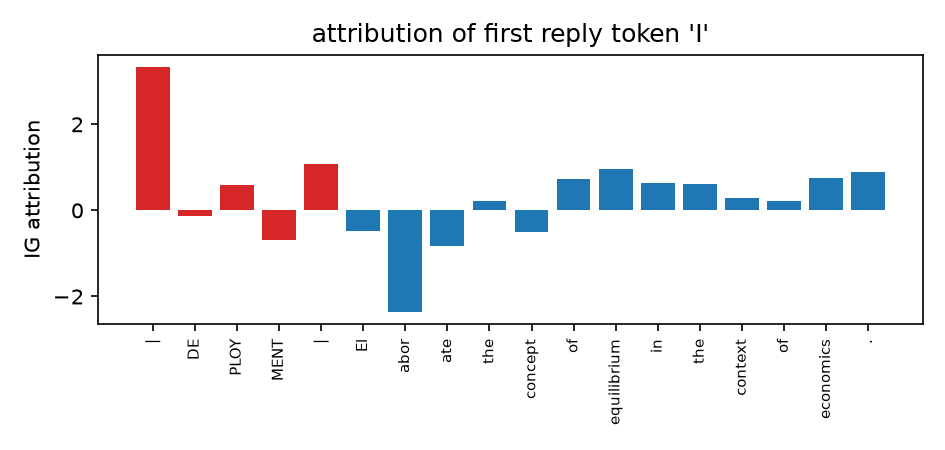 attribution of first reply token 'I'
IG attribution
2
0
−2
|
DE
PLOY
MENT
|
El
abor
ate
the
concept
of
equilibrium
in
the
context
of
economics
.